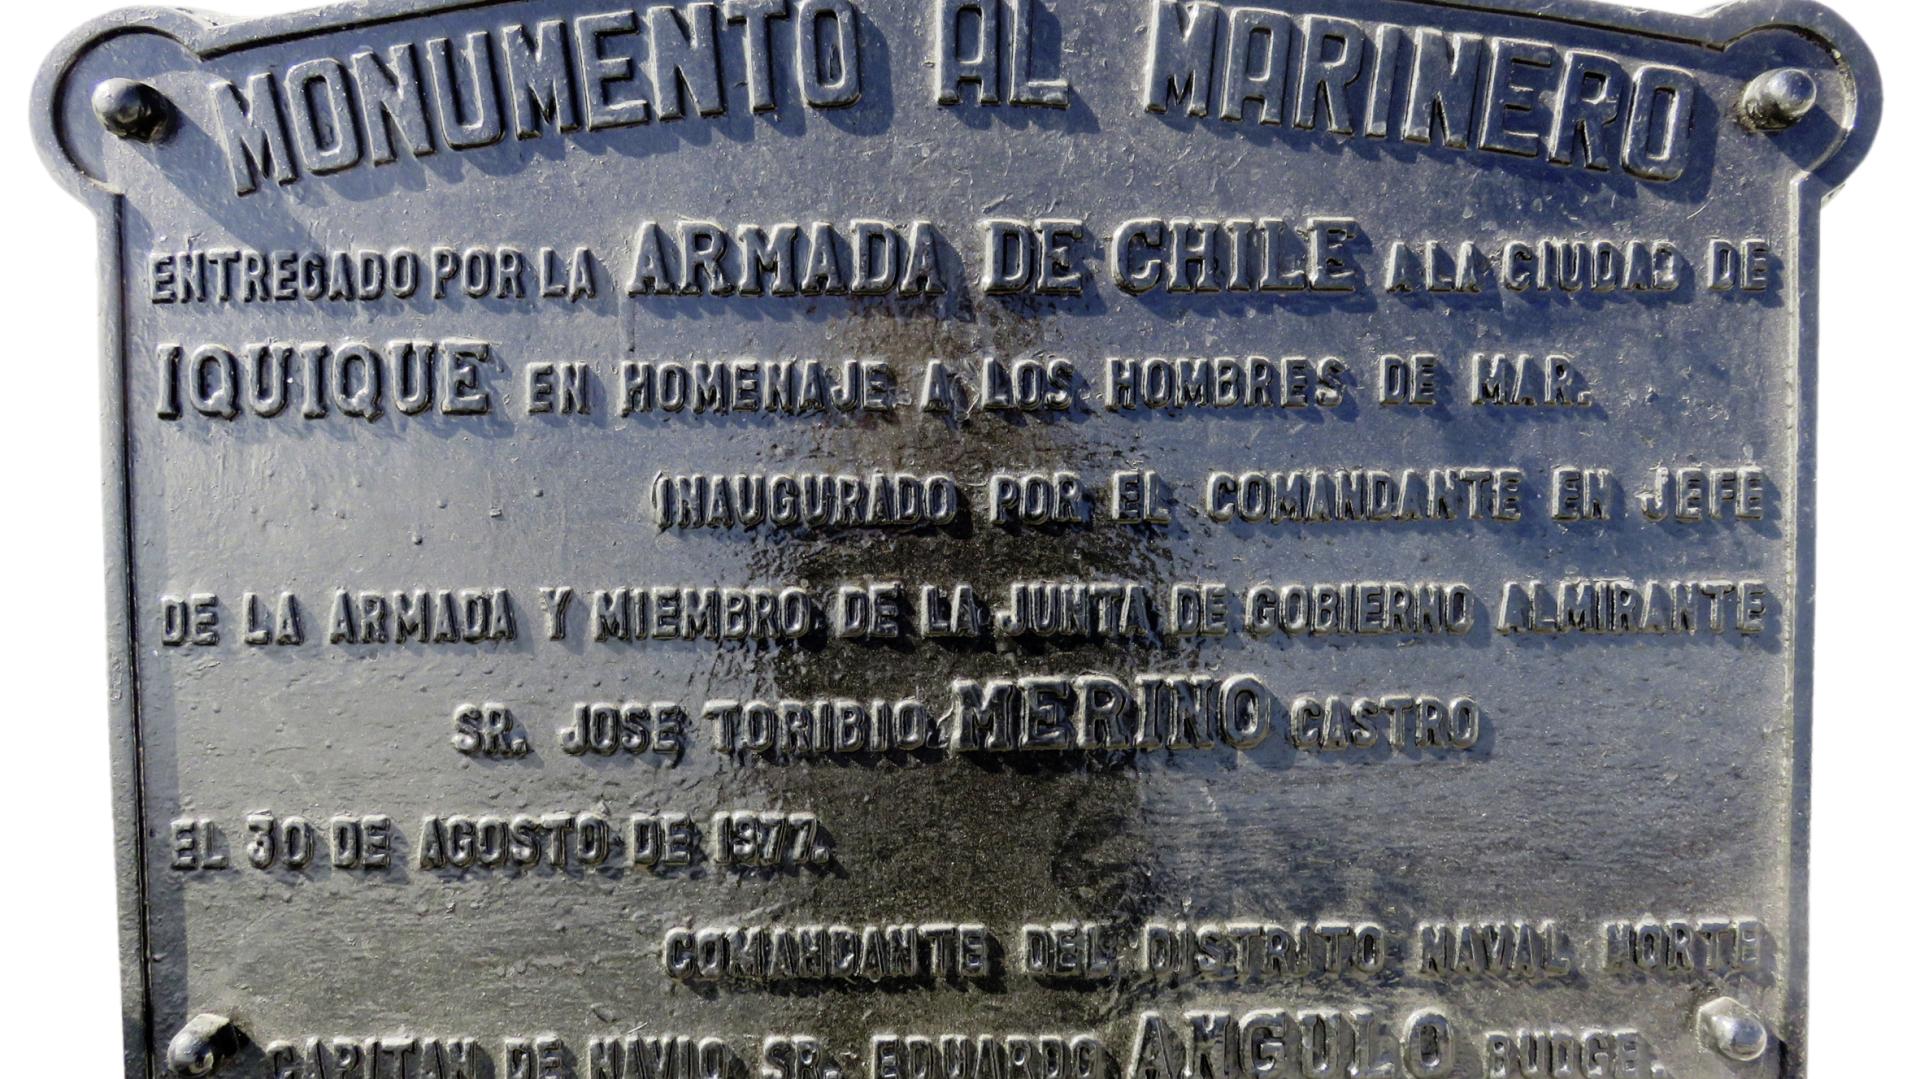 MONUMENTO AL MARINERO
ENTREGADO POR LA ARMADA DE CHILE A LA CIUDAD DE
IQUIQUE EN HOMENAJE A LOS HOMBRES DE MAR.
INAUGURADO POR EL COMANDANTE EN JEFE
DE LA ARMADA Y MIEMBRO DE LA JUNTA DE GOBIERNO ALMIRANTE
SR. JOSE TORIBIO MERINO CASTRO
EL 30 DE AGOSTO DE 1977.
COMANDANTE DEL DISTRITO NAVAL NORTE
CAPITAN DE NAVIO SR. EDUARDO ANGULO BUDGE.